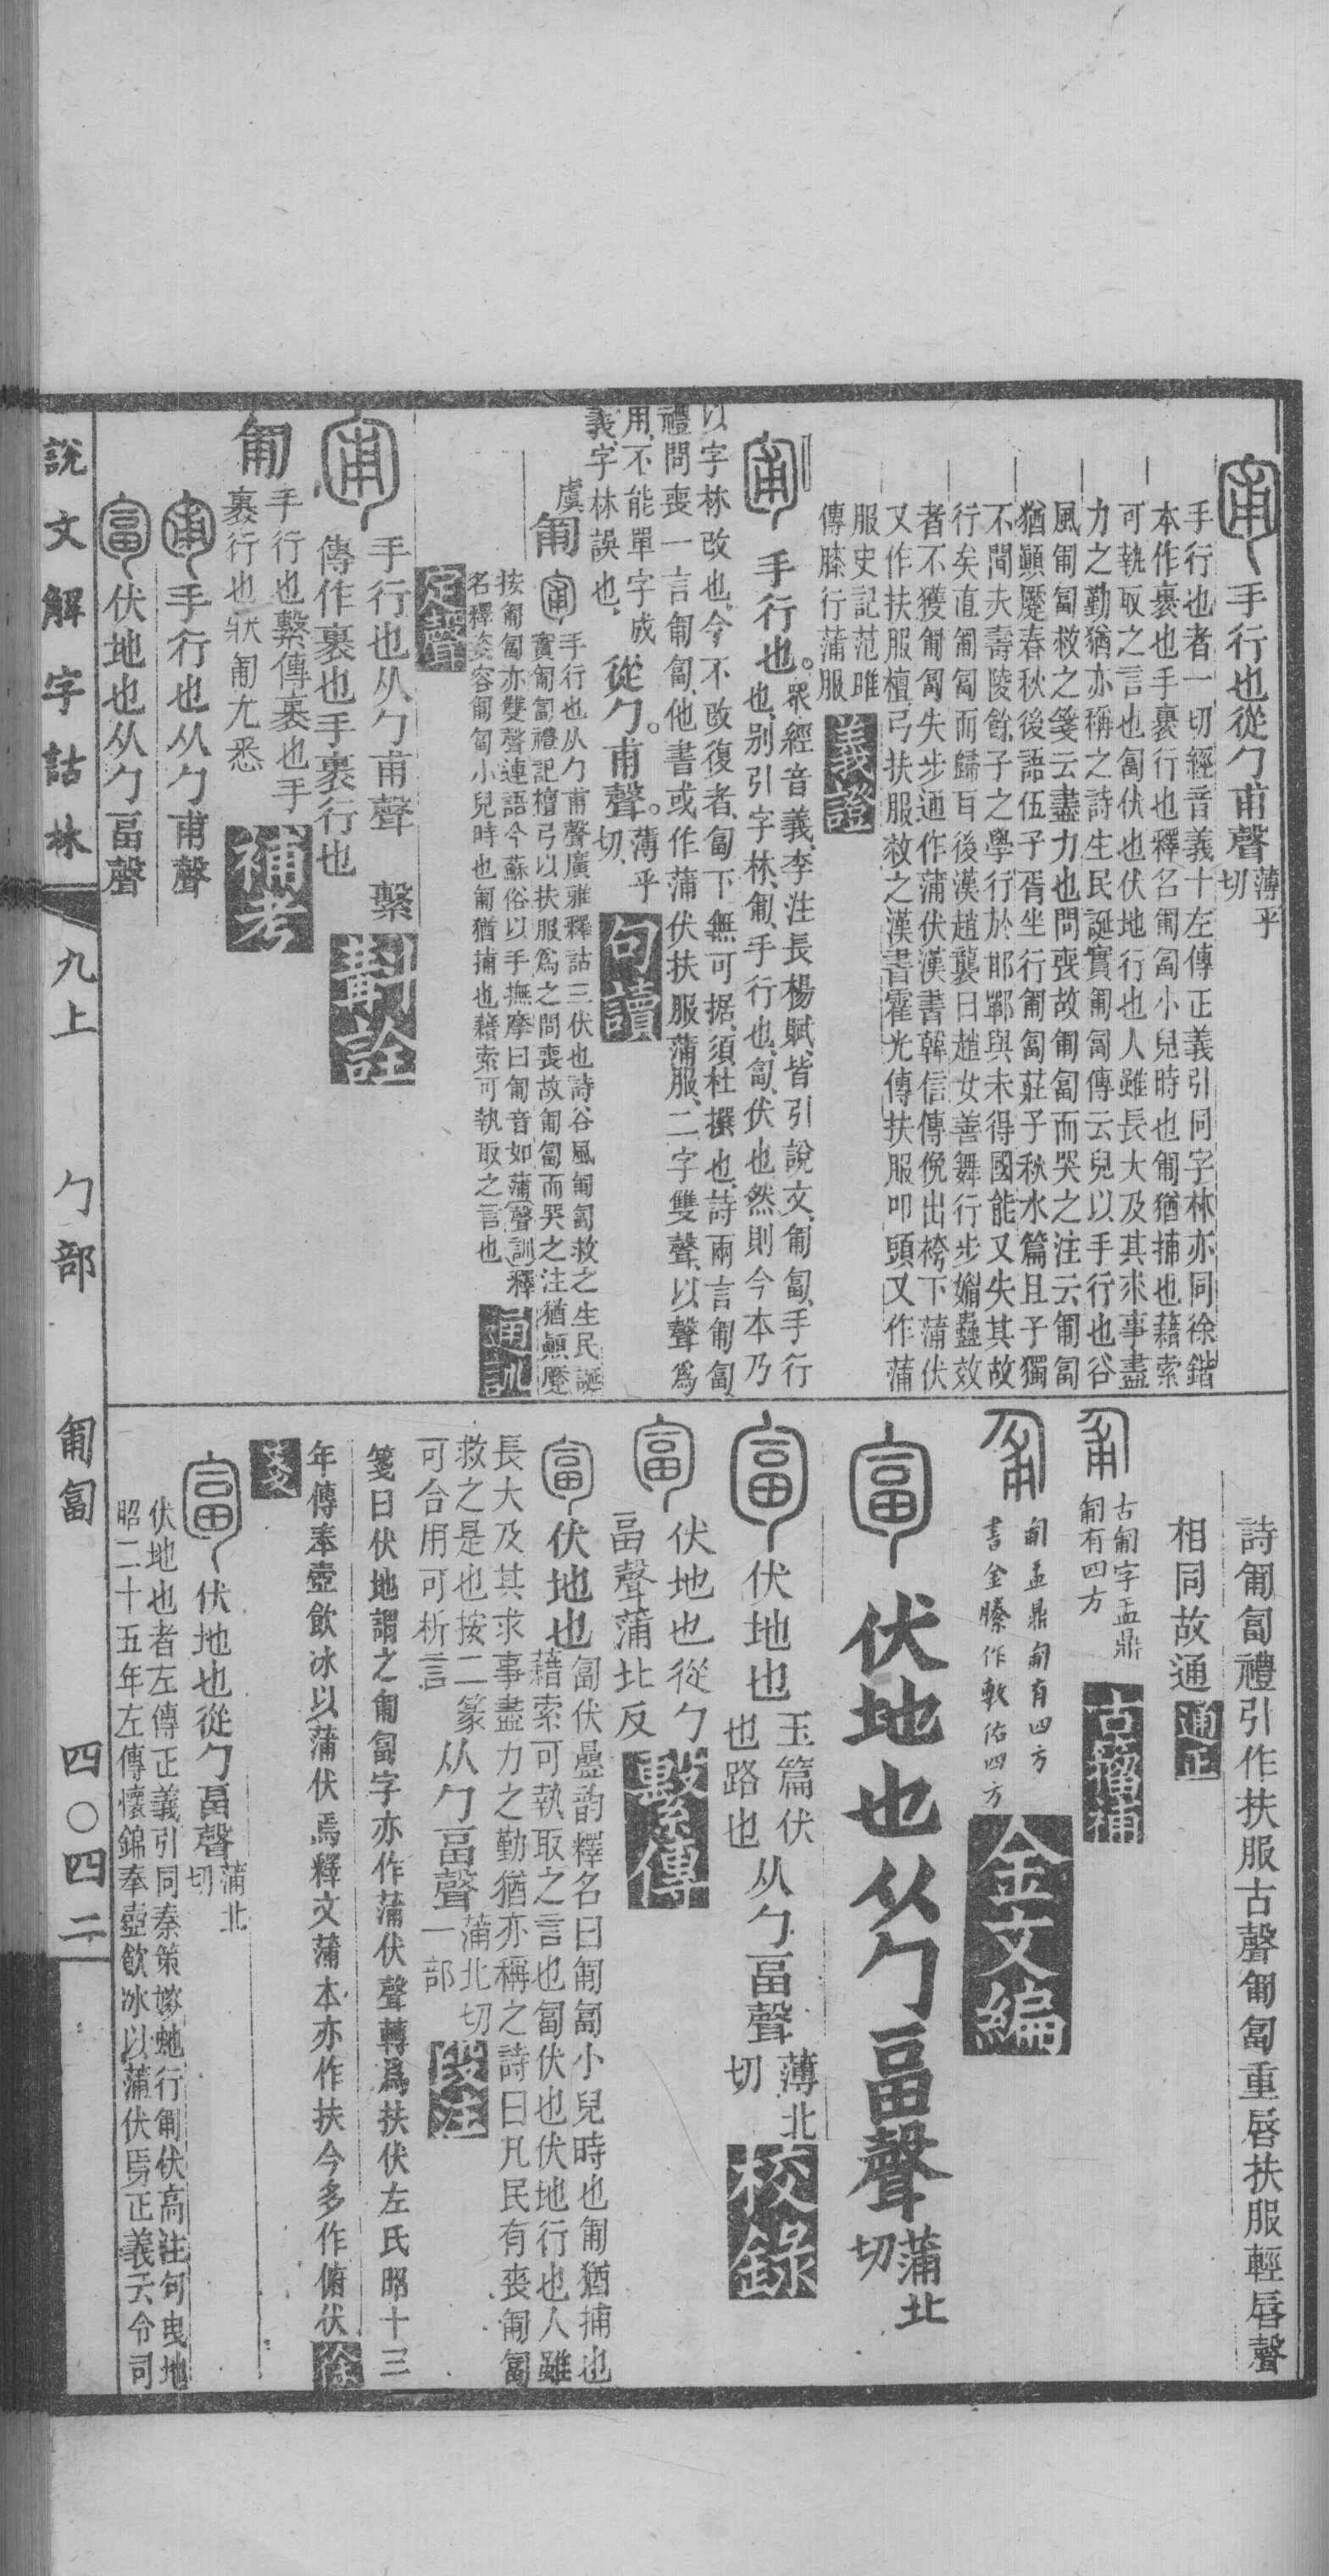 手行也從勹甫聲薄乎切
手行也者一切經音義十左傳正義引同字林亦同徐鍇
本作裹也手裹行也釋名匍匐小兒時也匍猶捕也藉索
可執取之言也匐伏也伏地行也人雖長大及其求事盡
力之勤猶亦稱之詩生民誕實匍匐傳云兒以手行也谷
風匍匐救之箋云盡力也問喪故匍匐而哭之注云匍匐
猶顛蹷春秋後語伍子胥坐行匍匐莊子秋水篇且子獨
不聞夫壽陵餘子之學行於邯鄲與未得國能又失其故
行矣直匍匐而歸耳後漢趙襲曰趙女善舞行步媚蠱效
者不獲匍匐失步通作蒲伏漢書韓信傳俛出袴下蒲伏
又作扶服檀弓扶服救之漢書霍光傳扶服叩頭又作蒲
服史記范雎
傳膝行蒲服
義證
手行也。眾經音義、李注長楊賦、皆引說文、匍匐、手行
也、別引字林、匍、手行也、匐、伏也、然則今本乃
以字林改也、今不改復者、匐下無可据、須杜撰也、詩兩言匍匐
禮問喪一言匍匐、他書或作蒲伏扶服蒲服、二字雙聲、以聲爲
用、不能單字成
義、字林誤也、
從勹。甫聲。薄乎切、
句讀
虞
匍
手行也从勹甫聲廣雅釋詁三伏也詩谷風匍匐救之生民誕
實匍匐禮記檀弓以扶服爲之問喪故匍匐而哭之注猶顛蹷
按匍匐亦雙聲連語今蘇俗以手撫摩曰匍音如蒲聲訓釋
名釋姿容匍匐小兒時也匍猶捕也藉索可執取之言也
通訓
定聲
手行也从勹甫聲 繫
傳作裹也手裹行也
斠詮
匍
手行也繫傳裹也手
裹行也狀匍尤悉
補考
手行也从勹甫聲
伏地也从勹畐聲
詩匍匐禮引作扶服古聲匍匐重脣扶服輕脣聲
相同故通
通正
古匍字盂鼎
匍有四方
古籀補
匍盂鼎匍有四方
書金縢作敷佑四方
金文編
伏地也从勹畐聲蒲北切
伏地也玉篇伏
也路也从勹畐聲薄北切
校錄
伏地也從勹
畐聲蒲北反
繫傳
伏地也匐伏疊韵釋名曰匍匐小兒時也匍猶捕也
藉索可執取之言也匐伏也伏地行也人雖
長大及其求事盡力之勤猶亦稱之詩曰凡民有喪匍匐
救之是也按二篆
可合用可析言
从勹畐聲蒲北切一部
段注
箋曰伏地謂之匍匐字亦作蒲伏聲轉爲扶伏左氏昭十三
年傳奉壺飲冰以蒲伏焉釋文蒲本亦作扶今多作俯伏
徐箋
伏地也從勹畐聲蒲北切
伏地也者左傳正義引同秦策嫂虵行匍伏高注句曳地
昭二十五年左傳懷錦奉壺飲冰以蒲伏焉正義云今司
說文解字詁林 九上 勹部 匍匐 四〇四二